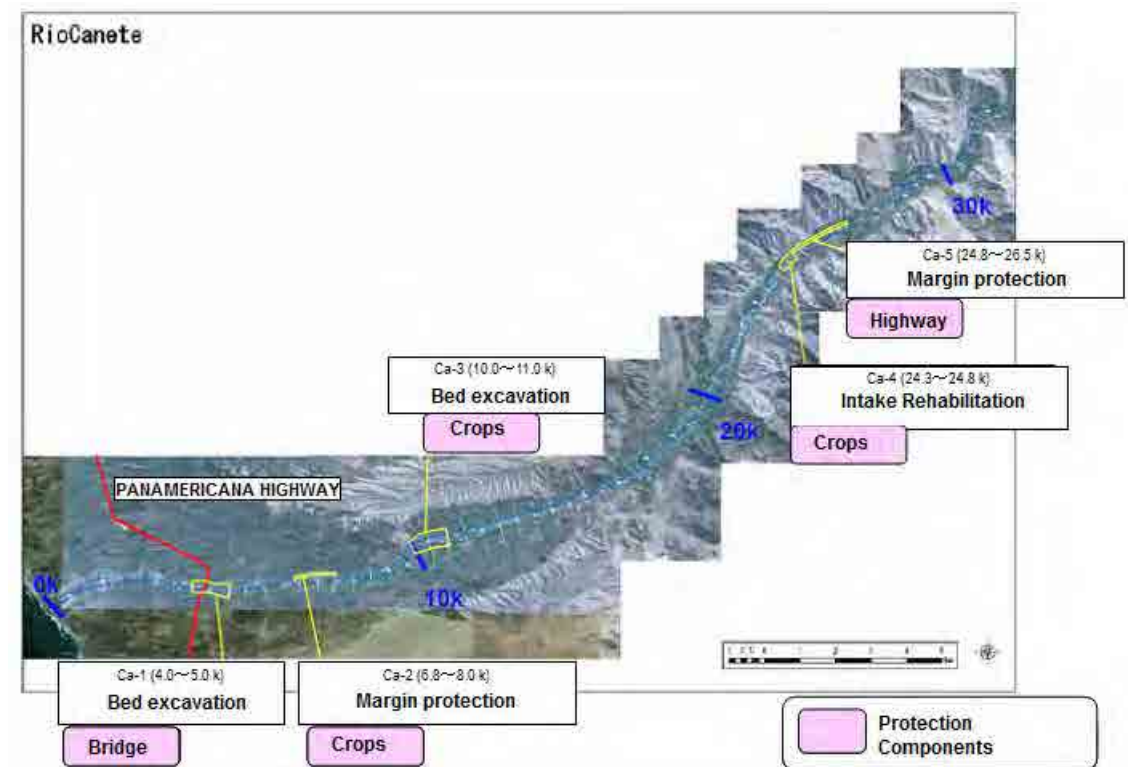 RioCanete
30k
Ca-5 (24.8～26.5 k)
Margin protection
Highway
Ca-3 (10.0～11.0 k)
Bed excavation
Crops
Ca-4 (24.3～24.8 k)
Intake Rehabilitation
Crops
20k
PANAMERICANA HIGHWAY
0k
10k
Ca-1 (4.0～5.0 k)
Bed excavation
Bridge
Ca-2 (6.8～8.0 k)
Margin protection
Crops
Protection
Components